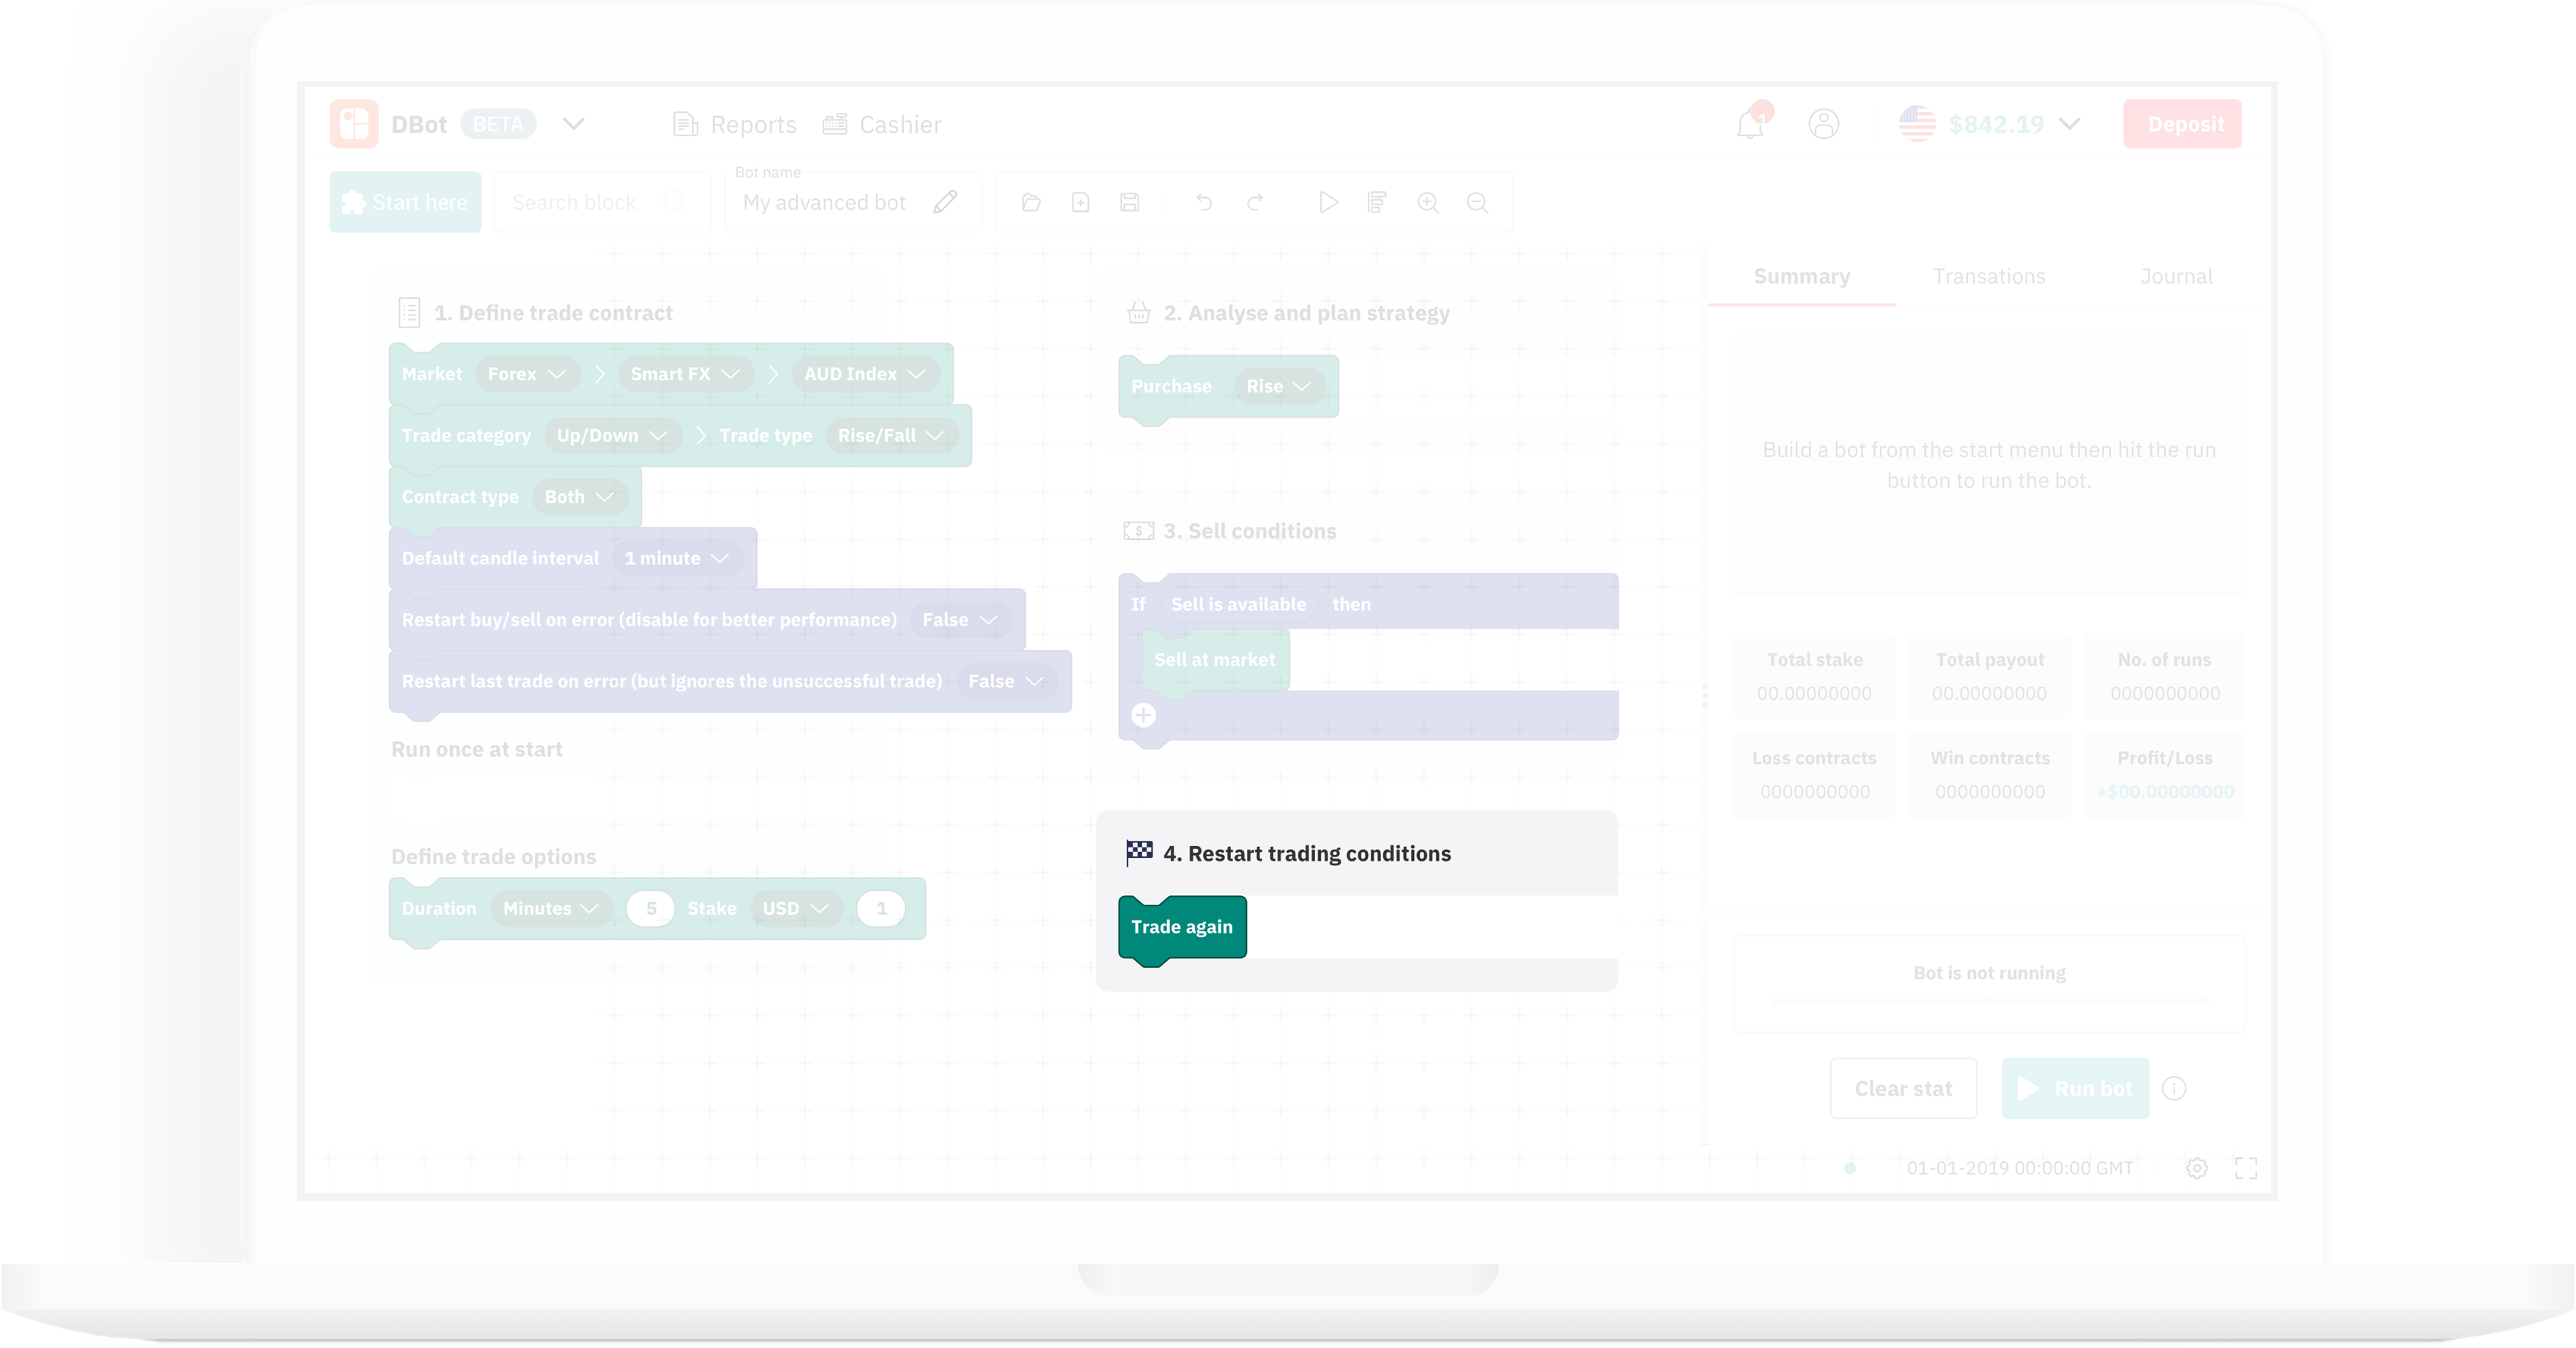 DBot BETA Reports Cashier 1 $842.19 Deposit
Start here Search block Bot name My advanced bot
1. Define trade contract
Market Forex Smart FX AUD Index
Trade category Up/Down Trade type Rise/Fall
Contract type Both
Default candle interval 1 minute
Restart buy/sell on error (disable for better performance) False
Restart last trade on error (but ignores the unsuccessful trade) False
Run once at start
Define trade options
Duration Minutes 5 Stake USD 1
2. Analyse and plan strategy
Purchase Rise
3. Sell conditions
If Sell is available then
Sell at market
4. Restart trading conditions
Trade again
Summary Transations Journal
Build a bot from the start menu then hit the run
button to run the bot.
Total stake Total payout No. of runs
00.00000000 00.00000000 0000000000
Loss contracts Win contracts Profit/Loss
0000000000 0000000000 +$00.00000000
Bot is not running
Clear stat Run bot
01-01-2019 00:00:00 GMT